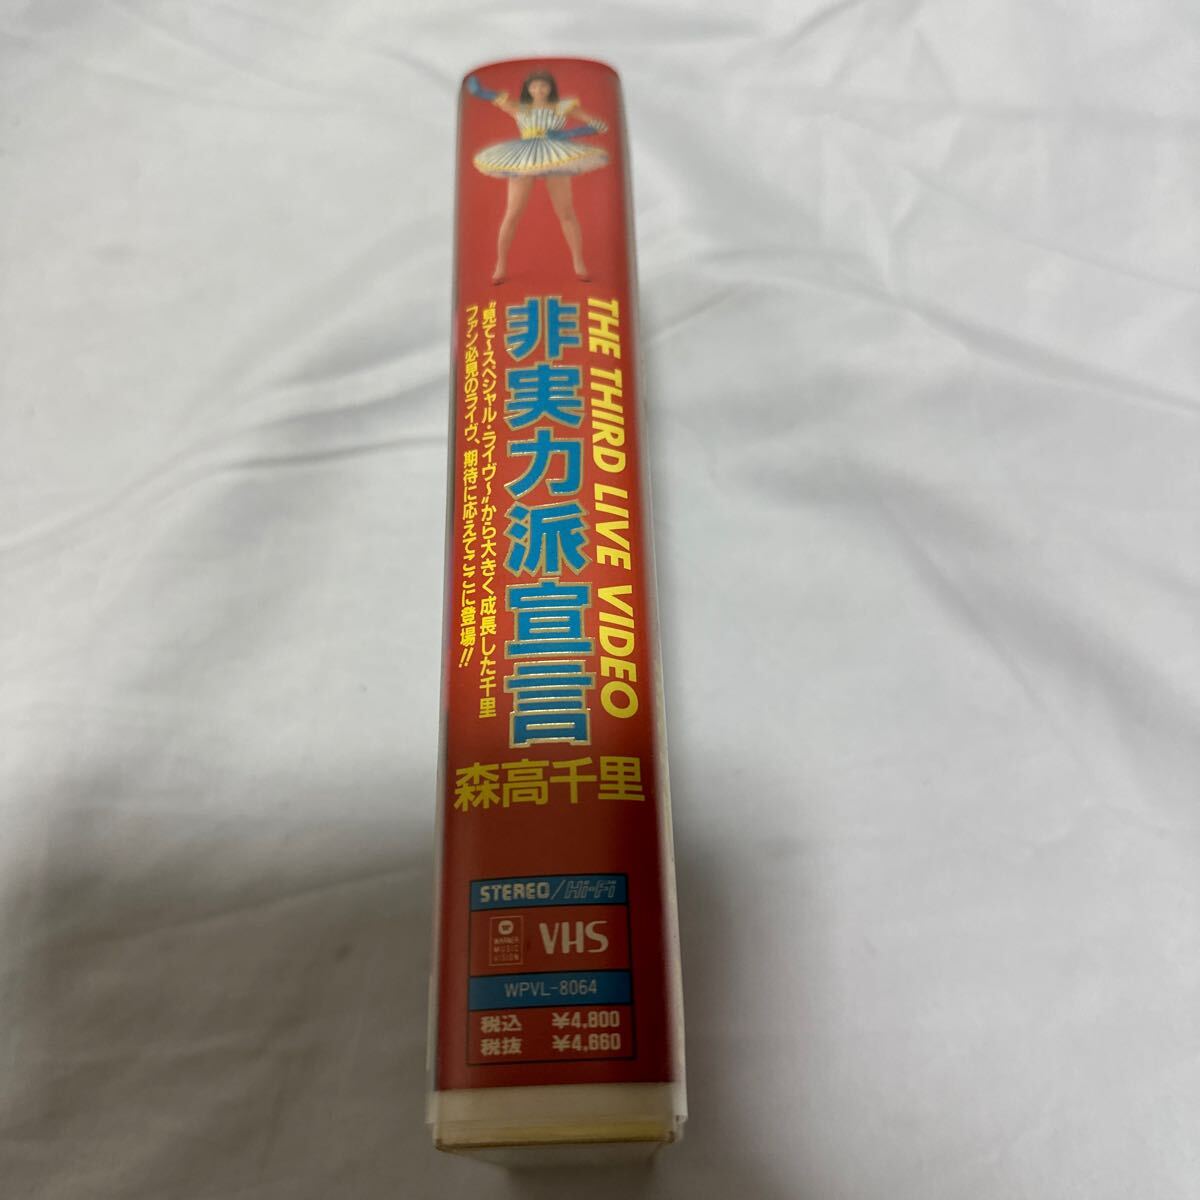 THE THIRD LIVE VIDEO
非実力派宣言
"見て〜スペシャル・ライヴ〜"から大きく成長した千里
ファン必見のライヴ、期待に応えてここに登場!!
森高千里
STEREO/Hi-Fi
WARNER
MUSIC
VISION
VHS
WPVL-8064
税込 ¥4,800
税抜 ¥4,660